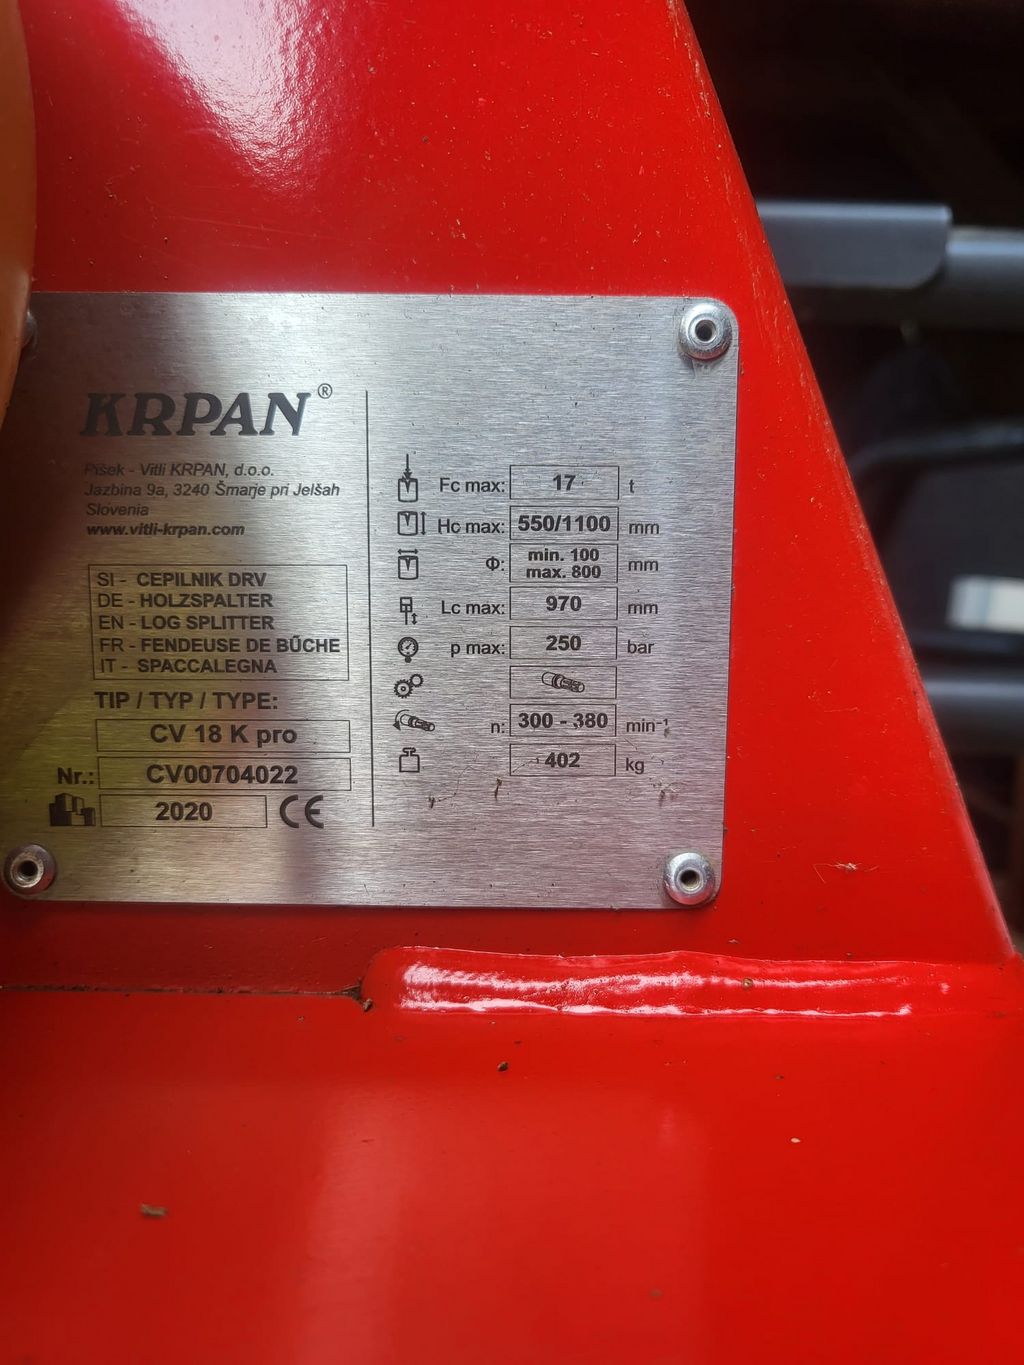 KRPAN®
Pišek - Vitli KRPAN, d.o.o.
Jazbina 9a, 3240 Šmarje pri Jelšah
Slovenia
www.vitli-krpan.com
SI - CEPILNIK DRV
DE - HOLZSPALTER
EN - LOG SPLITTER
FR - FENDEUSE DE BŰCHE
IT - SPACCALEGNA
TIP / TYP / TYPE:
CV 18 K pro
Nr.: CV00704022
2020 CE
Fc max: 17 t
Hc max: 550/1100 mm
Φ: min. 100
max. 800 mm
Lc max: 970 mm
p max: 250 bar
n: 300 - 380 min⁻¹
402 kg